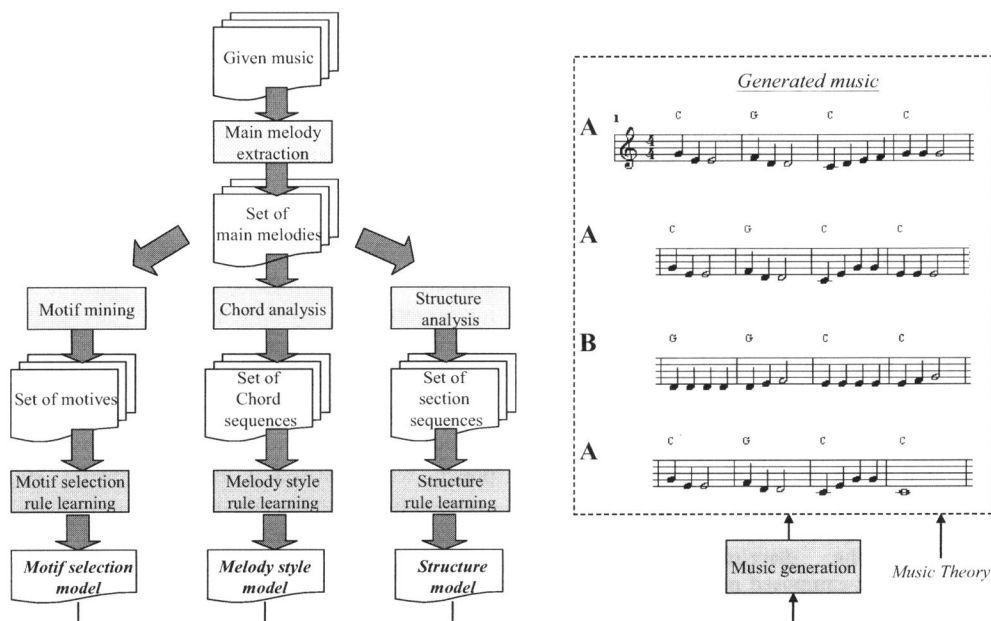 Given music
Main melody
extraction
Set of
main melodies
Motif mining
Chord analysis
Structure
analysis
Set of motives
Set of
Chord
sequences
Set of
section
sequences
Motif selection
rule learning
Melody style
rule learning
Structure
rule learning
Motif selection
model
Melody style
model
Structure
model
Generated music
A
1
C G C C
4
4
A
C G C C
B
G G C C
A
C G C C
Music generation
Music Theory